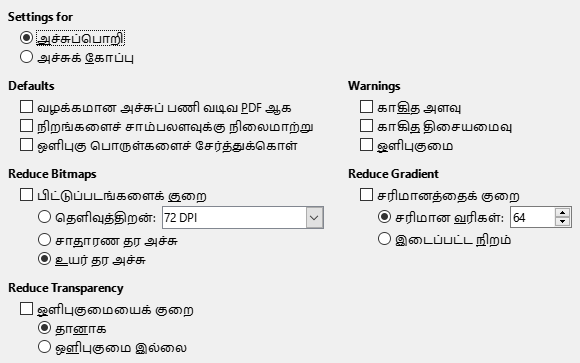 Settings for
அச்சுப்பொறி
அச்சுக் கோப்பு
Defaults
வழக்கமான அச்சுப் பணி வடிவ PDF ஆக
நிறங்களைச் சாம்பலளவுக்கு நிலைமாற்று
ஒளிபுகு பொருள்களைச் சேர்த்துக்கொள்
Warnings
காகித அளவு
காகித திசையமைவு
ஒளிபுகுமை
Reduce Bitmaps
பிட்டுப்படங்களைக் குறை
தெளிவுத்திறன்: 72 DPI
சாதாரண தர அச்சு
உயர் தர அச்சு
Reduce Gradient
சரிமானத்தைக் குறை
சரிமான வரிகள்: 64
இடைப்பட்ட நிறம்
Reduce Transparency
ஒளிபுகுமையைக் குறை
தானாக
ஒளிபுகுமை இல்லை